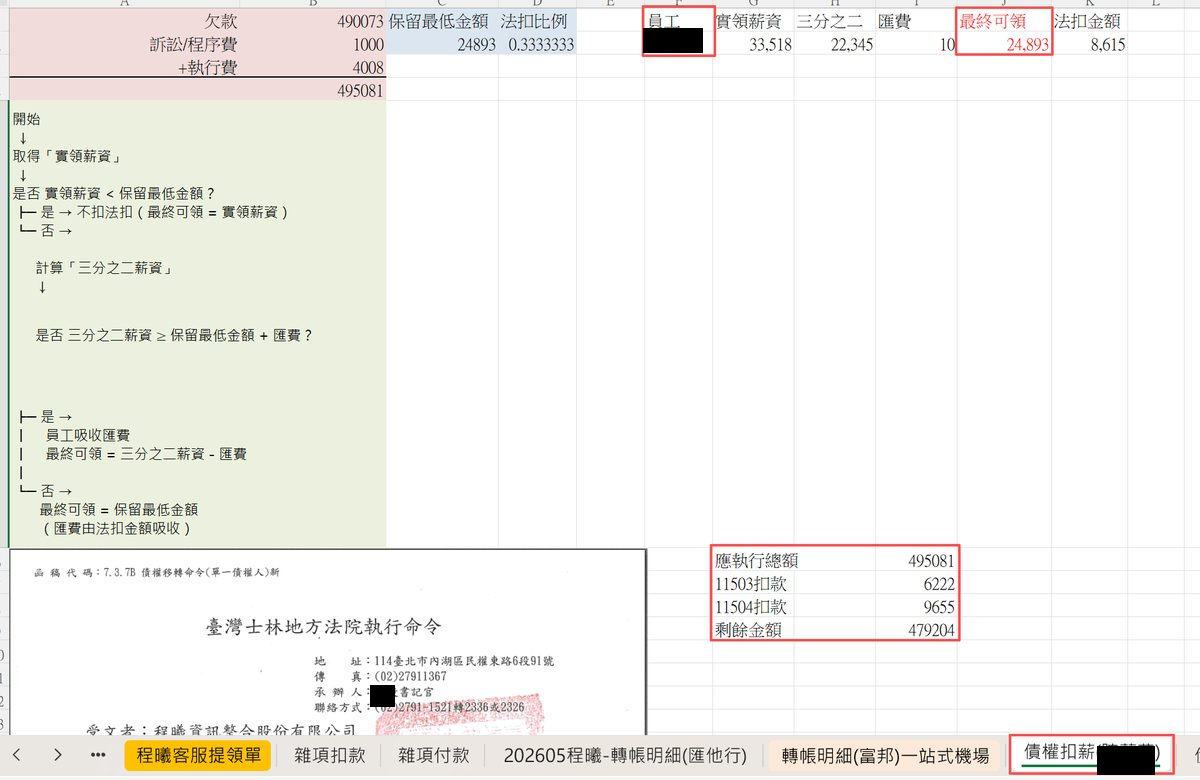 A B C D E F G H I J K L
欠款 490073 保留最低金額 法扣比例 員工 實領薪資 三分之二 匯費 最終可領 法扣金額
訴訟/程序費 1000 24893 0.3333333 33,518 22,345 10 24,893 8,615
+執行費 4008
495081
開始
↓
取得「實領薪資」
↓
是否 實領薪資 < 保留最低金額？
├─ 是 → 不扣法扣（最終可領 = 實領薪資）
└─ 否 →
計算「三分之二薪資」
↓
是否 三分之二薪資 ≥ 保留最低金額 + 匯費？
├─ 是 →
│ 員工吸收匯費
│ 最終可領 = 三分之二薪資 - 匯費
│
└─ 否 →
最終可領 = 保留最低金額
（匯費由法扣金額吸收）
應執行總額 495081
11503扣款 6222
11504扣款 9655
剩餘金額 479204
函稿代碼：7.3.7B 債權移轉命令(單一債權人)新
臺灣士林地方法院執行命令
地 址：114臺北市內湖區民權東路6段91號
傳 真：(02)27911367
承 辦 人： 書記官
聯絡方式：(02)2791-1521轉2336或2326
受文者：程曦資訊整合股份有限公司
程曦客服提領單 雜項扣款 雜項付款 202605程曦-轉帳明細(匯他行) 轉帳明細(富邦)一站式機場 債權扣薪( )